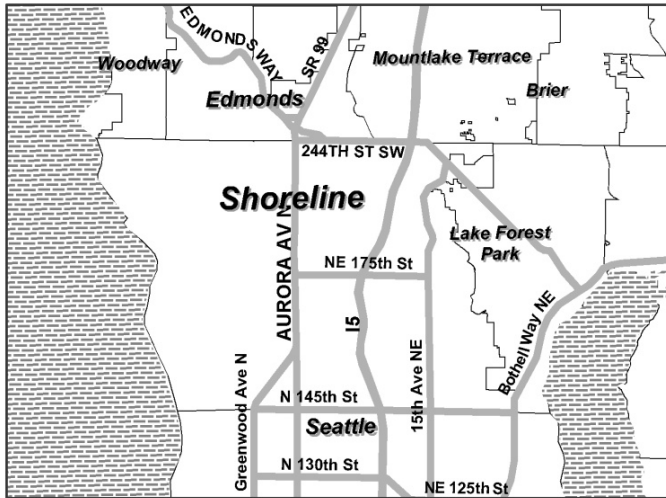 EDMONDS WAY
SR 99
Woodway
Mountlake Terrace
Edmonds
Brier
244TH ST SW
Shoreline
AURORA AV N
Lake Forest
Park
NE 175th St
I5
Bothell Way NE
15th Ave NE
Greenwood Ave N
N 145th St
Seattle
N 130th St
NE 125th St